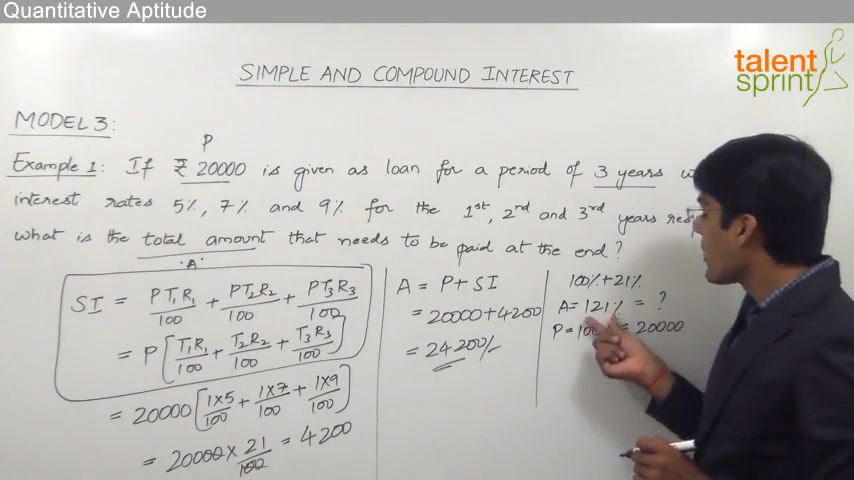 Quantitative Aptitude
talent
sprint
SIMPLE AND COMPOUND INTEREST
MODEL 3:
P
Example 1: If ₹ 20000 is given as loan for a period of 3 years
interest rates 5%, 7% and 9% for the 1st, 2nd and 3rd years
what is the total amount that needs to be paid at the end?
"A"
SI = PT₁R₁/100 + PT₂R₂/100 + PT₃R₃/100
= P[T₁R₁/100 + T₂R₂/100 + T₃R₃/100]
= 20000[1×5/100 + 1×7/100 + 1×9/100]
= 20000 × 21/100 = 4200
A = P + SI
= 20000 + 4200
= 24200/-
100% + 21%
A = 121% = ?
P = = 20000